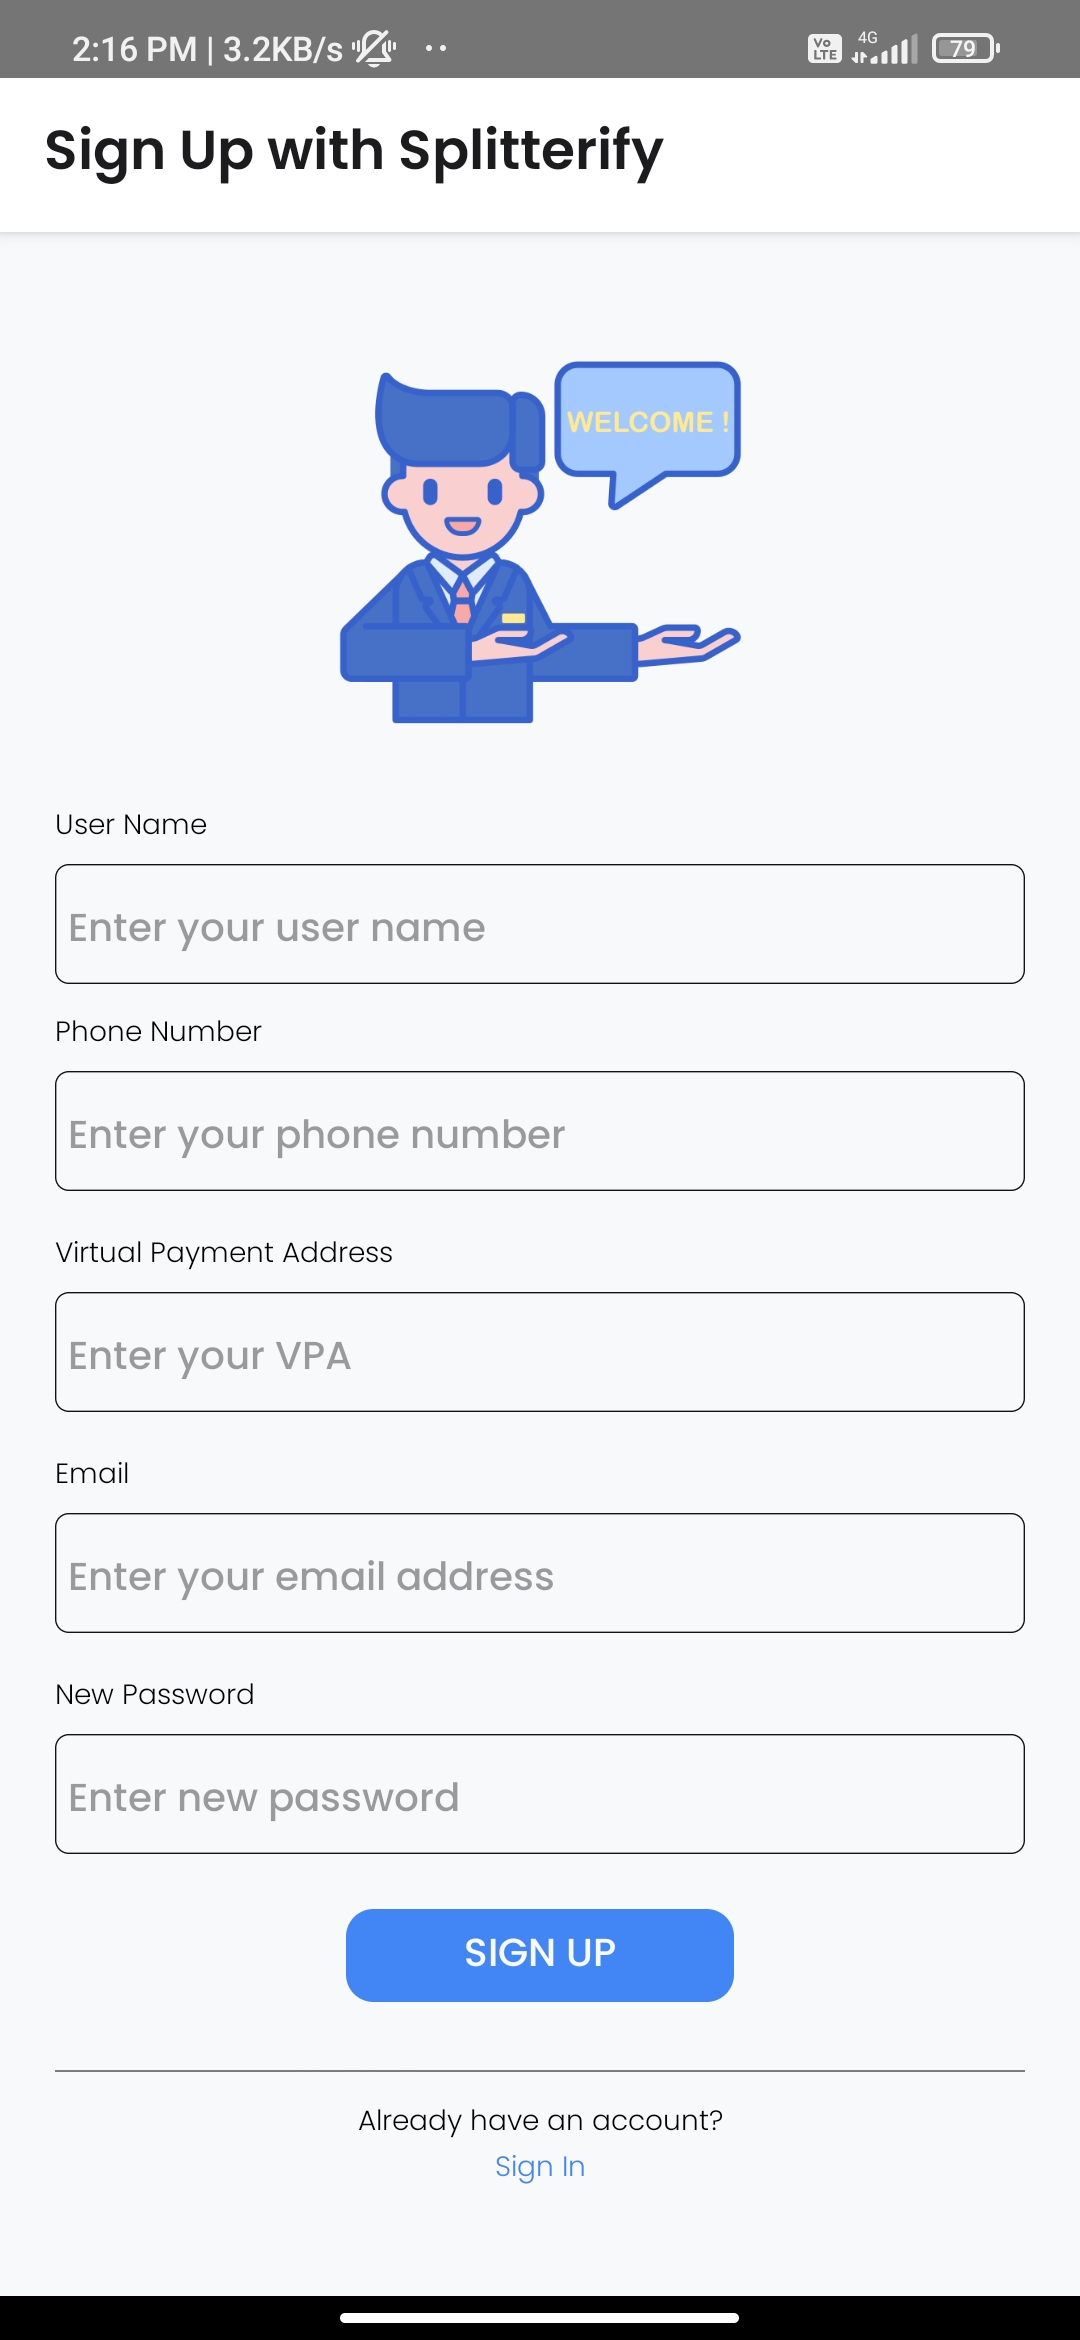 2:16 PM | 3.2KB/s
Vo LTE 4G 79
Sign Up with Splitterify
WELCOME !
User Name
Enter your user name
Phone Number
Enter your phone number
Virtual Payment Address
Enter your VPA
Email
Enter your email address
New Password
Enter new password
SIGN UP
Already have an account?
Sign In